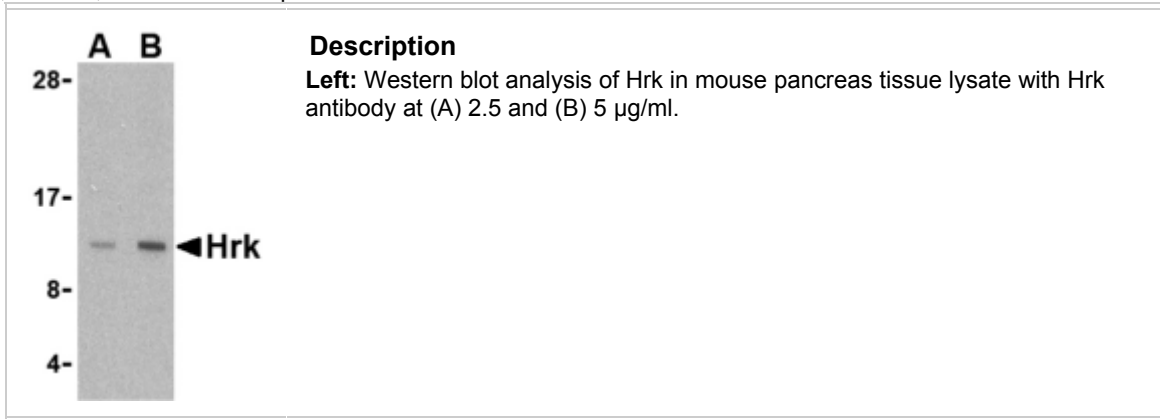 A B
Description
28-
Left: Western blot analysis of Hrk in mouse pancreas tissue lysate with Hrk
antibody at (A) 2.5 and (B) 5 µg/ml.
17-
Hrk
8-
4-